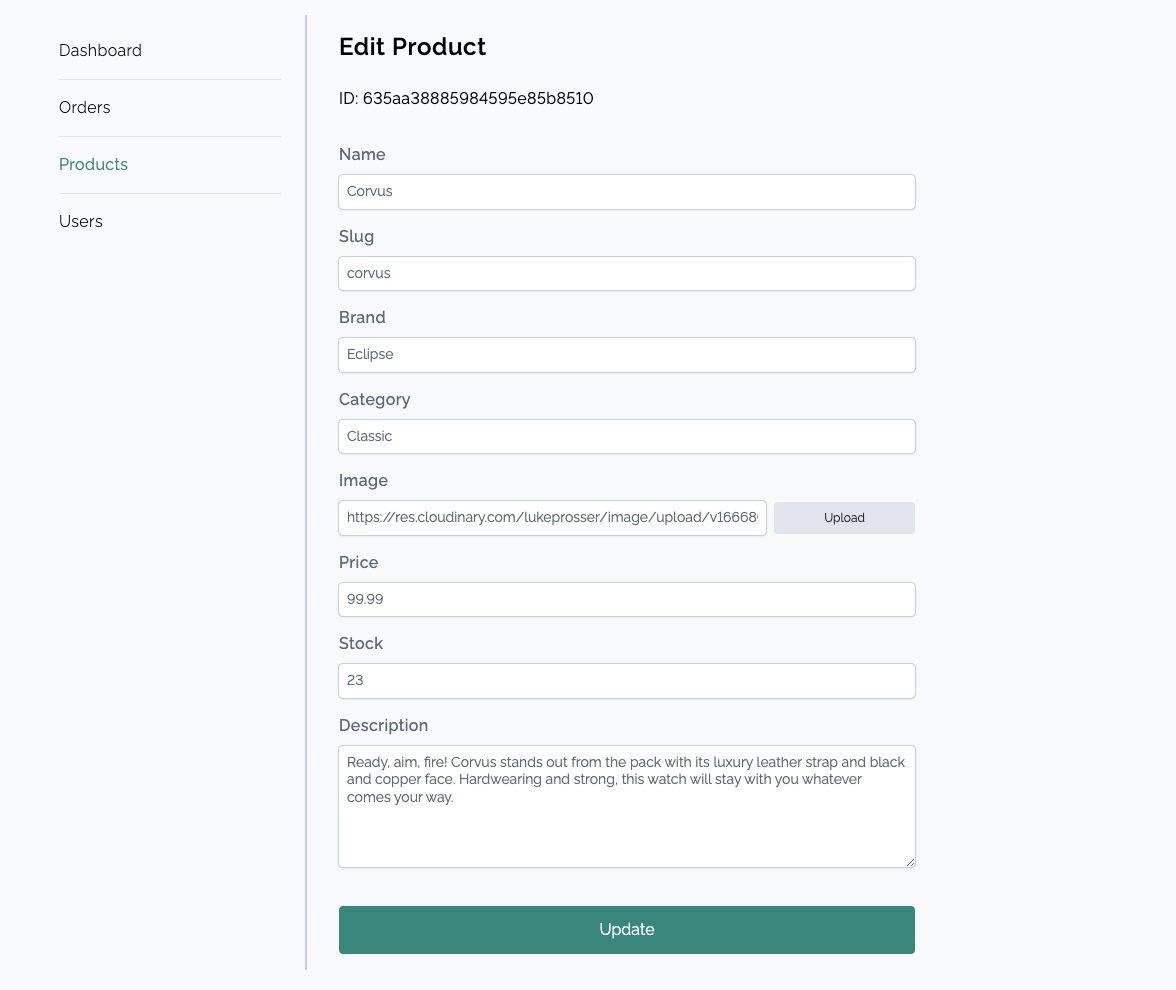 Dashboard
Orders
Products
Users
Edit Product
ID: 635aa38885984595e85b8510
Name
Corvus
Slug
corvus
Brand
Eclipse
Category
Classic
Image
https://res.cloudinary.com/lukeprosser/image/upload/v16668
Upload
Price
99.99
Stock
23
Description
Ready, aim, fire! Corvus stands out from the pack with its luxury leather strap and black
and copper face. Hardwearing and strong, this watch will stay with you whatever
comes your way.
Update